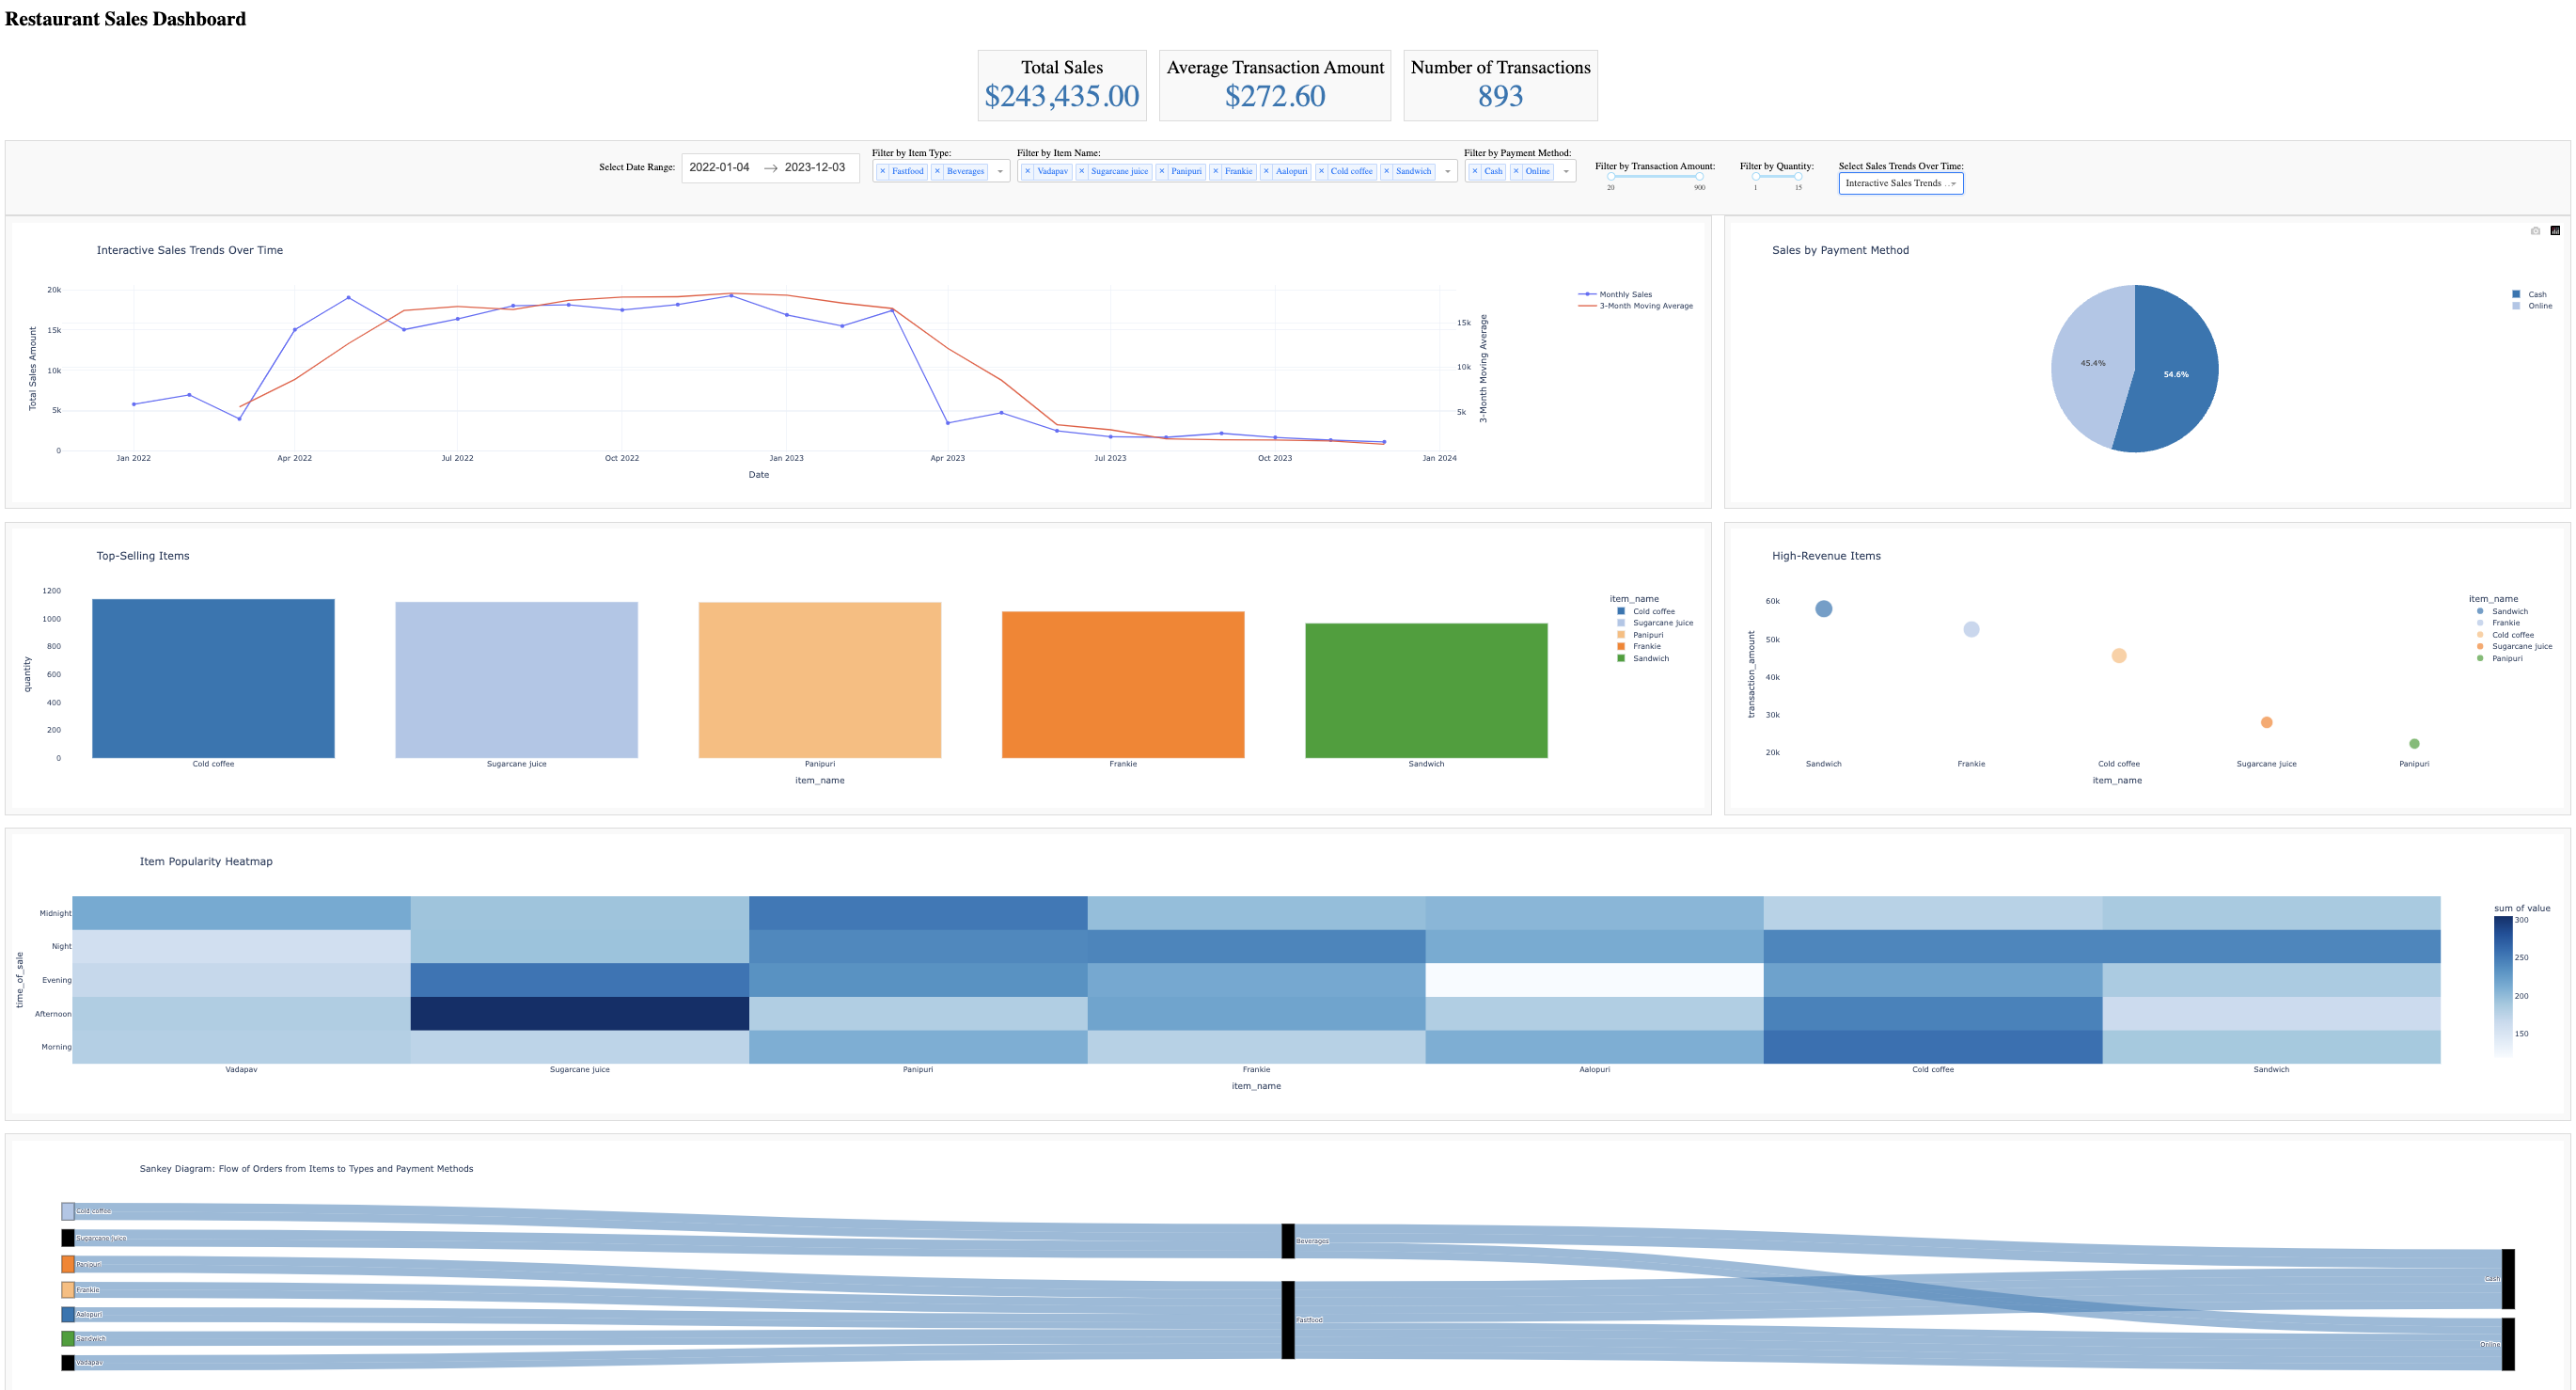 Restaurant Sales Dashboard
Total Sales
$243,435.00
Average Transaction Amount
$272.60
Number of Transactions
893
Select Date Range:
2022-01-04 → 2023-12-03
Filter by Item Type:
× Fastfood × Beverages
Filter by Item Name:
× Vadapav × Sugarcane juice × Panipuri × Frankie × Aalopuri × Cold coffee × Sandwich
Filter by Payment Method:
× Cash × Online
Filter by Transaction Amount:
20 900
Filter by Quantity:
1 15
Select Sales Trends Over Time:
Interactive Sales Trends ...
Interactive Sales Trends Over Time
Total Sales Amount
20k
15k
10k
5k
0
Jan 2022 Apr 2022 Jul 2022 Oct 2022 Jan 2023 Apr 2023 Jul 2023 Oct 2023 Jan 2024
Date
15k
10k
5k
3-Month Moving Average
Monthly Sales
3-Month Moving Average
Sales by Payment Method
45.4%
54.6%
Cash
Online
Top-Selling Items
quantity
1200
1000
800
600
400
200
0
Cold coffee Sugarcane juice Panipuri Frankie Sandwich
item_name
item_name
Cold coffee
Sugarcane juice
Panipuri
Frankie
Sandwich
High-Revenue Items
transaction_amount
60k
50k
40k
30k
20k
Sandwich Frankie Cold coffee Sugarcane juice Panipuri
item_name
item_name
Sandwich
Frankie
Cold coffee
Sugarcane juice
Panipuri
Item Popularity Heatmap
time_of_sale
Midnight
Night
Evening
Afternoon
Morning
Vadapav Sugarcane juice Panipuri Frankie Aalopuri Cold coffee Sandwich
item_name
sum of value
300
250
200
150
Sankey Diagram: Flow of Orders from Items to Types and Payment Methods
Cold coffee
Sugarcane juice
Panipuri
Frankie
Aalopuri
Sandwich
Vadapav
Beverages
Fastfood
Cash
Online